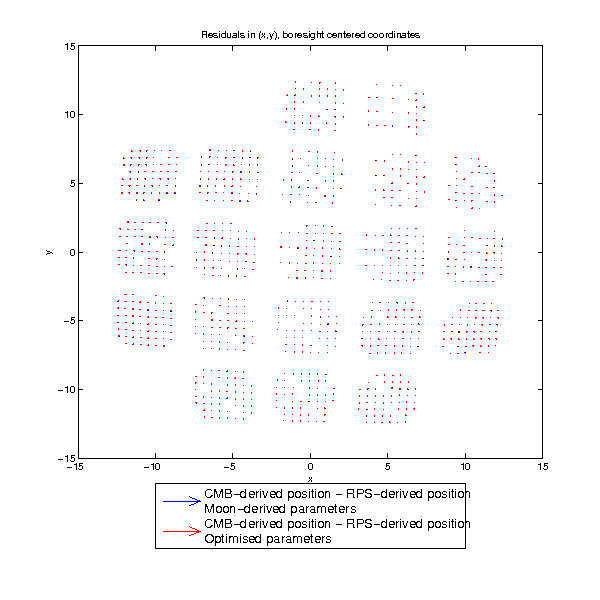 Residuals in (x,y), boresight centered coordinates
15
10
5
0
−5
−10
−15
y
−15 −10 −5 0 5 10 15
x
CMB−derived position − RPS−derived position
Moon−derived parameters
CMB−derived position − RPS−derived position
Optimised parameters